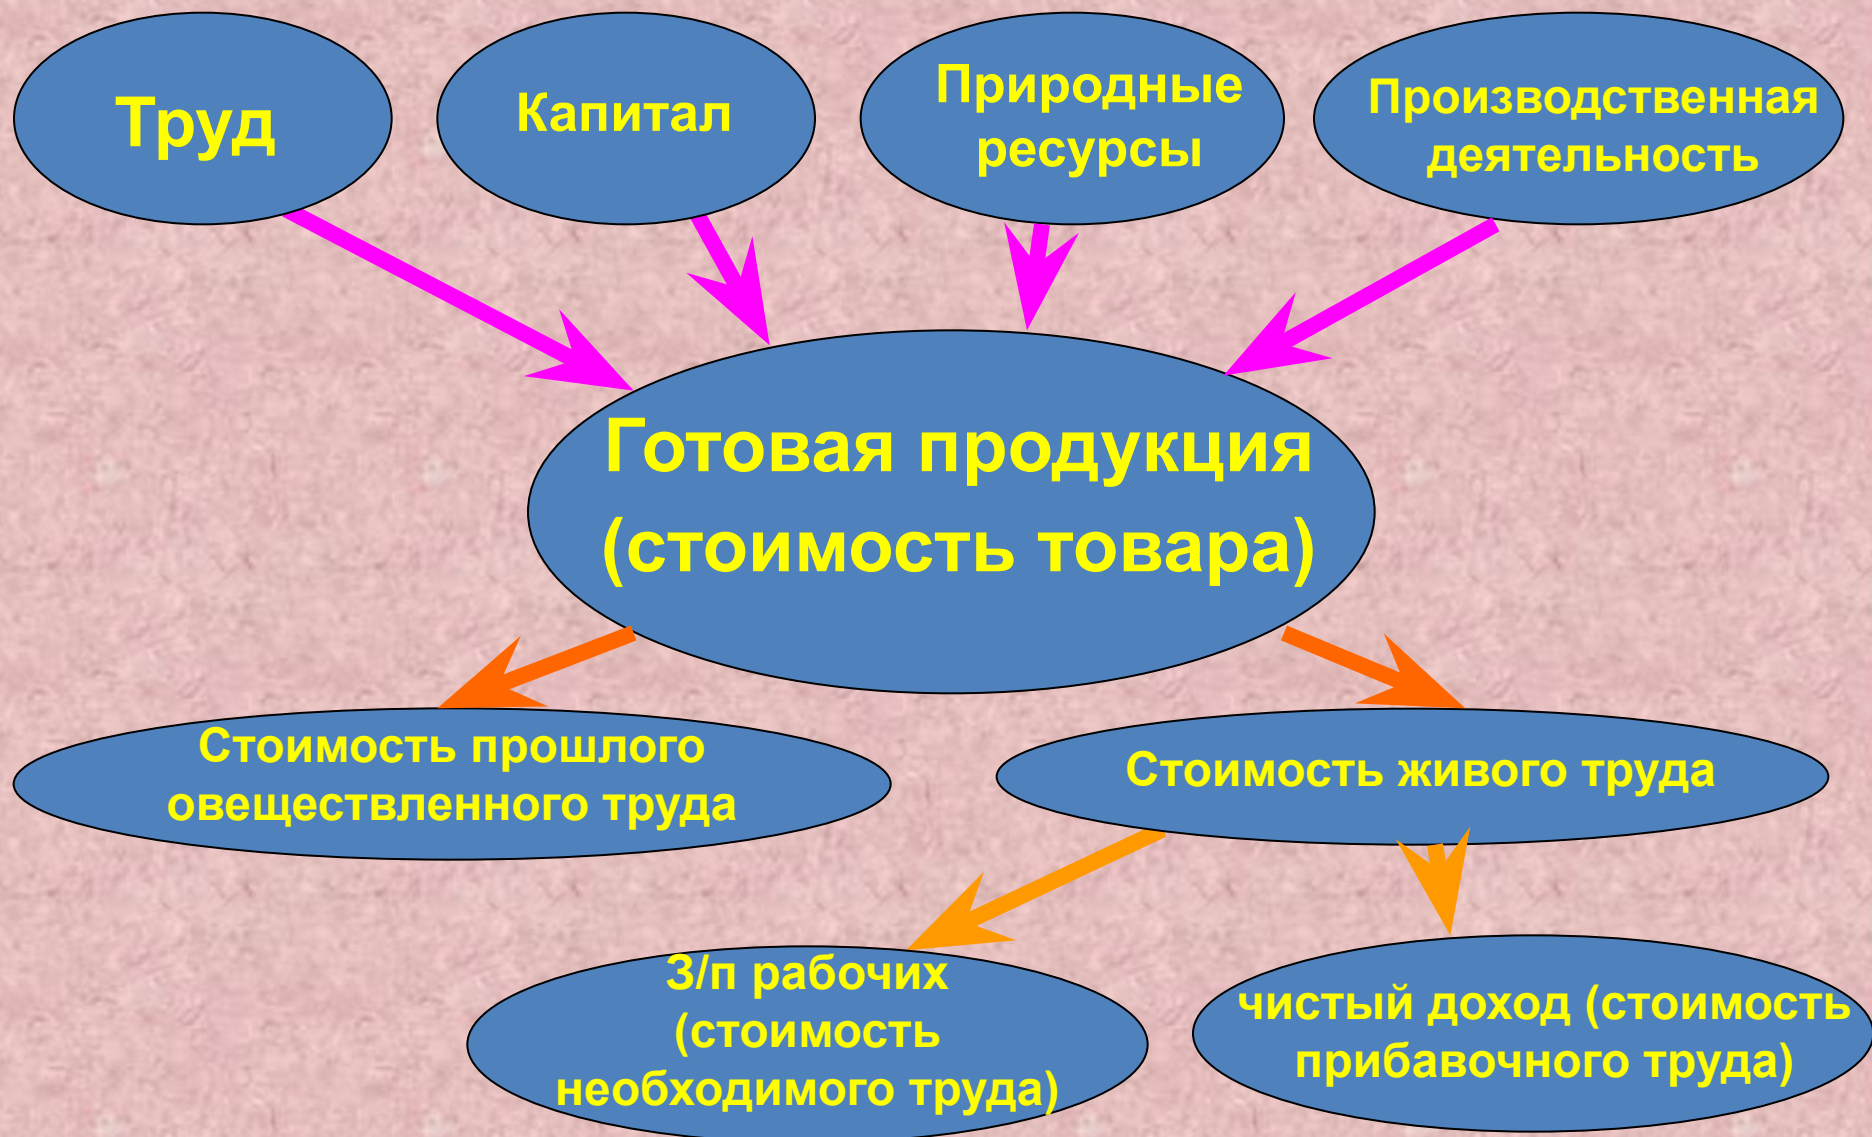 Труд
Капитал
Природные
ресурсы
Производственная
деятельность
Готовая продукция
(стоимость товара)
Стоимость прошлого
овеществленного труда
Стоимость живого труда
З/п рабочих
(стоимость
необходимого труда)
чистый доход (стоимость
прибавочного труда)